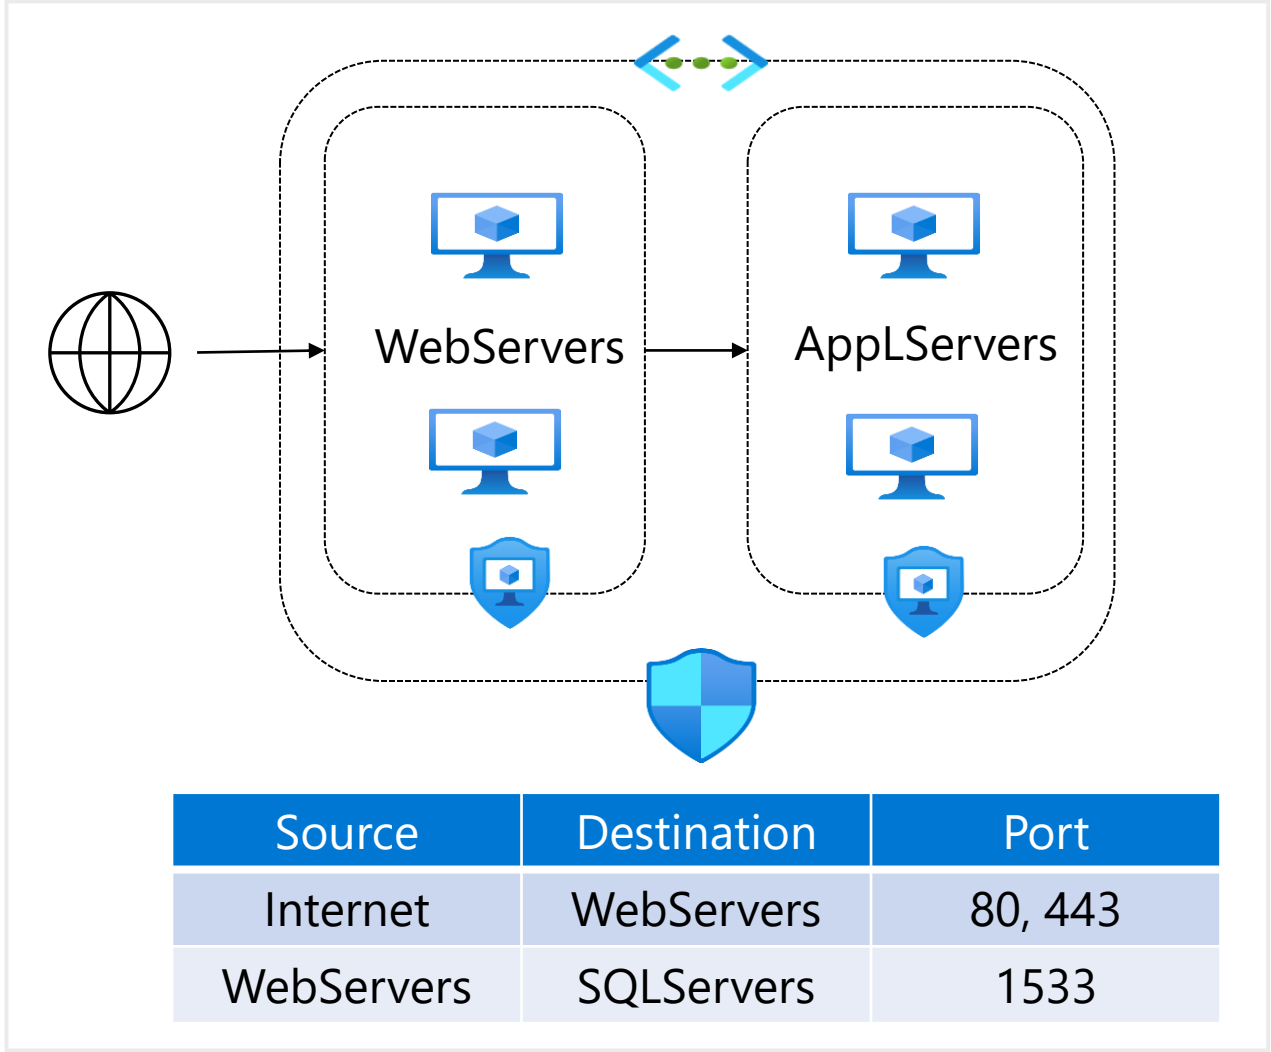 WebServers
AppLServers
Source Destination Port
Internet WebServers 80, 443
WebServers SQLServers 1533